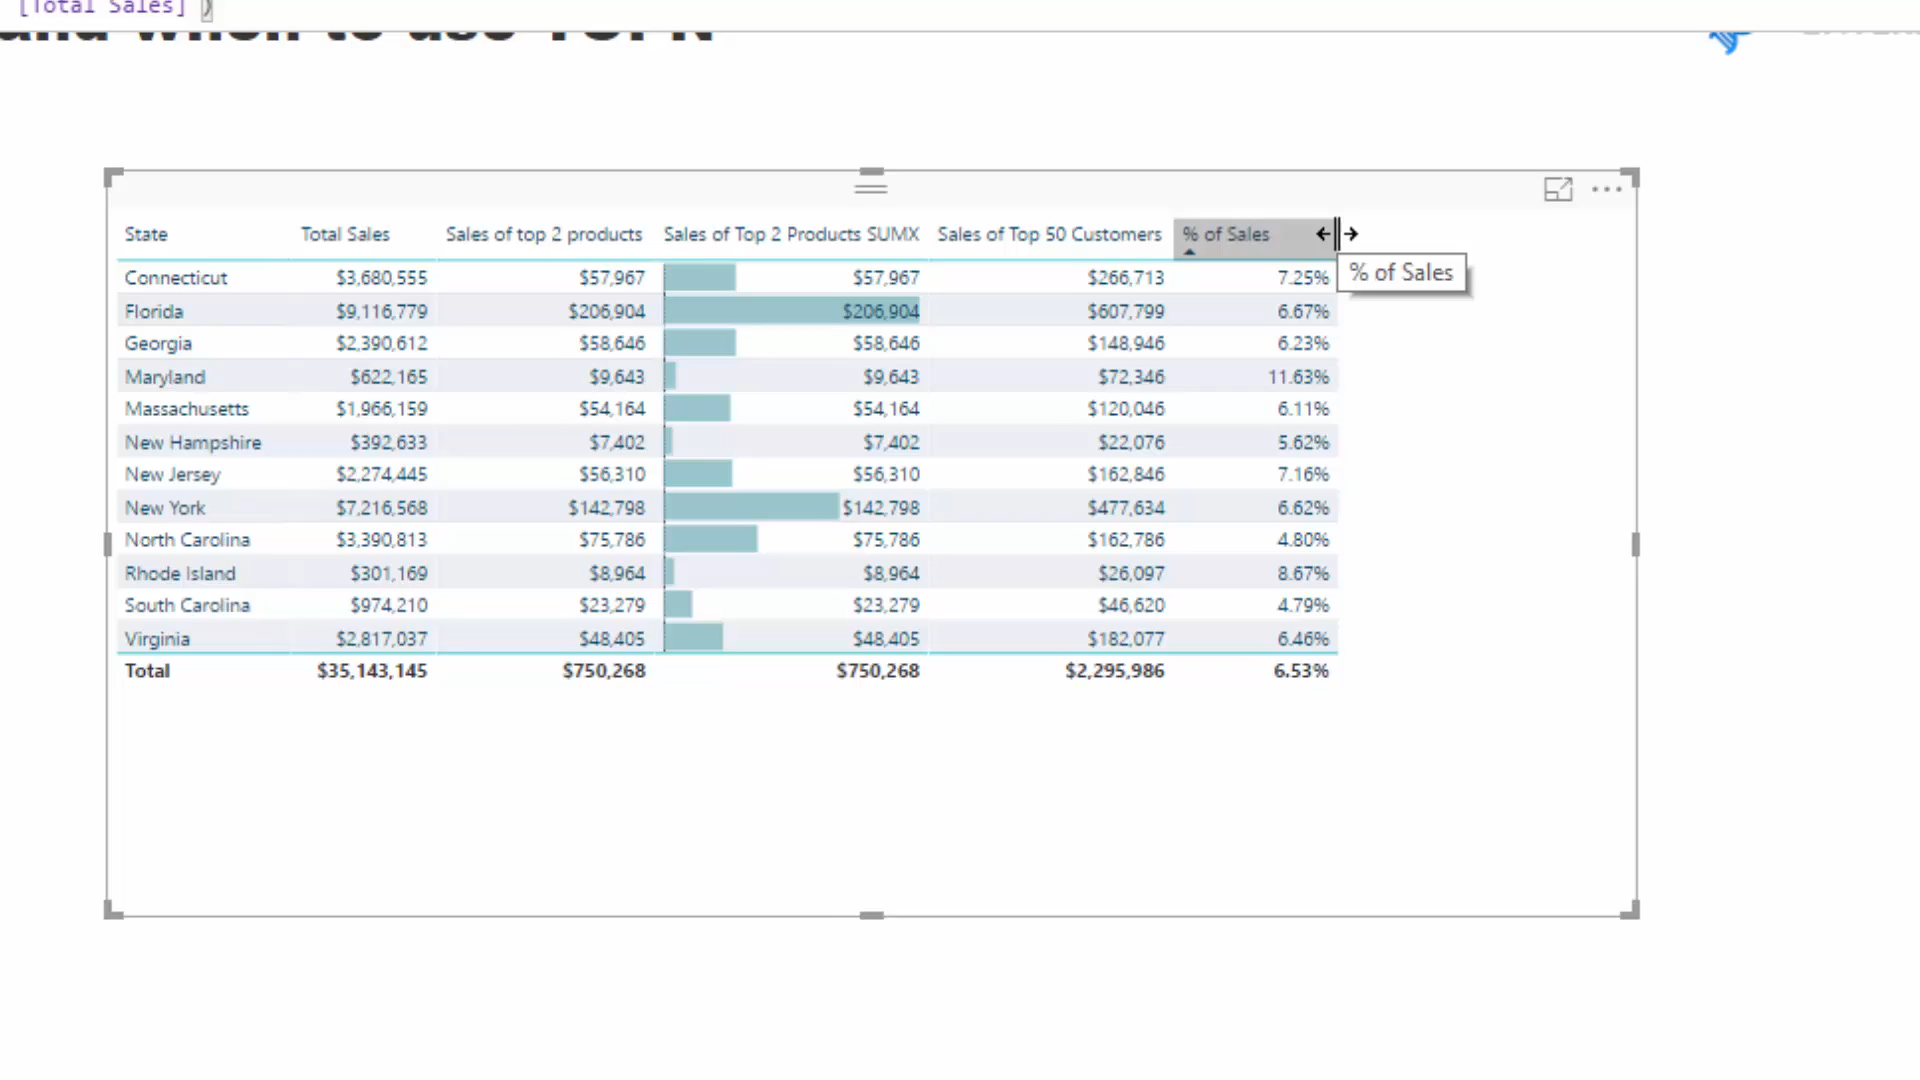 [Total Sales] )
and when to use TOPN
State Total Sales Sales of top 2 products Sales of Top 2 Products SUMX Sales of Top 50 Customers % of Sales
% of Sales
Connecticut $3,680,555 $57,967 $57,967 $266,713 7.25%
Florida $9,116,779 $206,904 $206,904 $607,799 6.67%
Georgia $2,390,612 $58,646 $58,646 $148,946 6.23%
Maryland $622,165 $9,643 $9,643 $72,346 11.63%
Massachusetts $1,966,159 $54,164 $54,164 $120,046 6.11%
New Hampshire $392,633 $7,402 $7,402 $22,076 5.62%
New Jersey $2,274,445 $56,310 $56,310 $162,846 7.16%
New York $7,216,568 $142,798 $142,798 $477,634 6.62%
North Carolina $3,390,813 $75,786 $75,786 $162,786 4.80%
Rhode Island $301,169 $8,964 $8,964 $26,097 8.67%
South Carolina $974,210 $23,279 $23,279 $46,620 4.79%
Virginia $2,817,037 $48,405 $48,405 $182,077 6.46%
Total $35,143,145 $750,268 $750,268 $2,295,986 6.53%